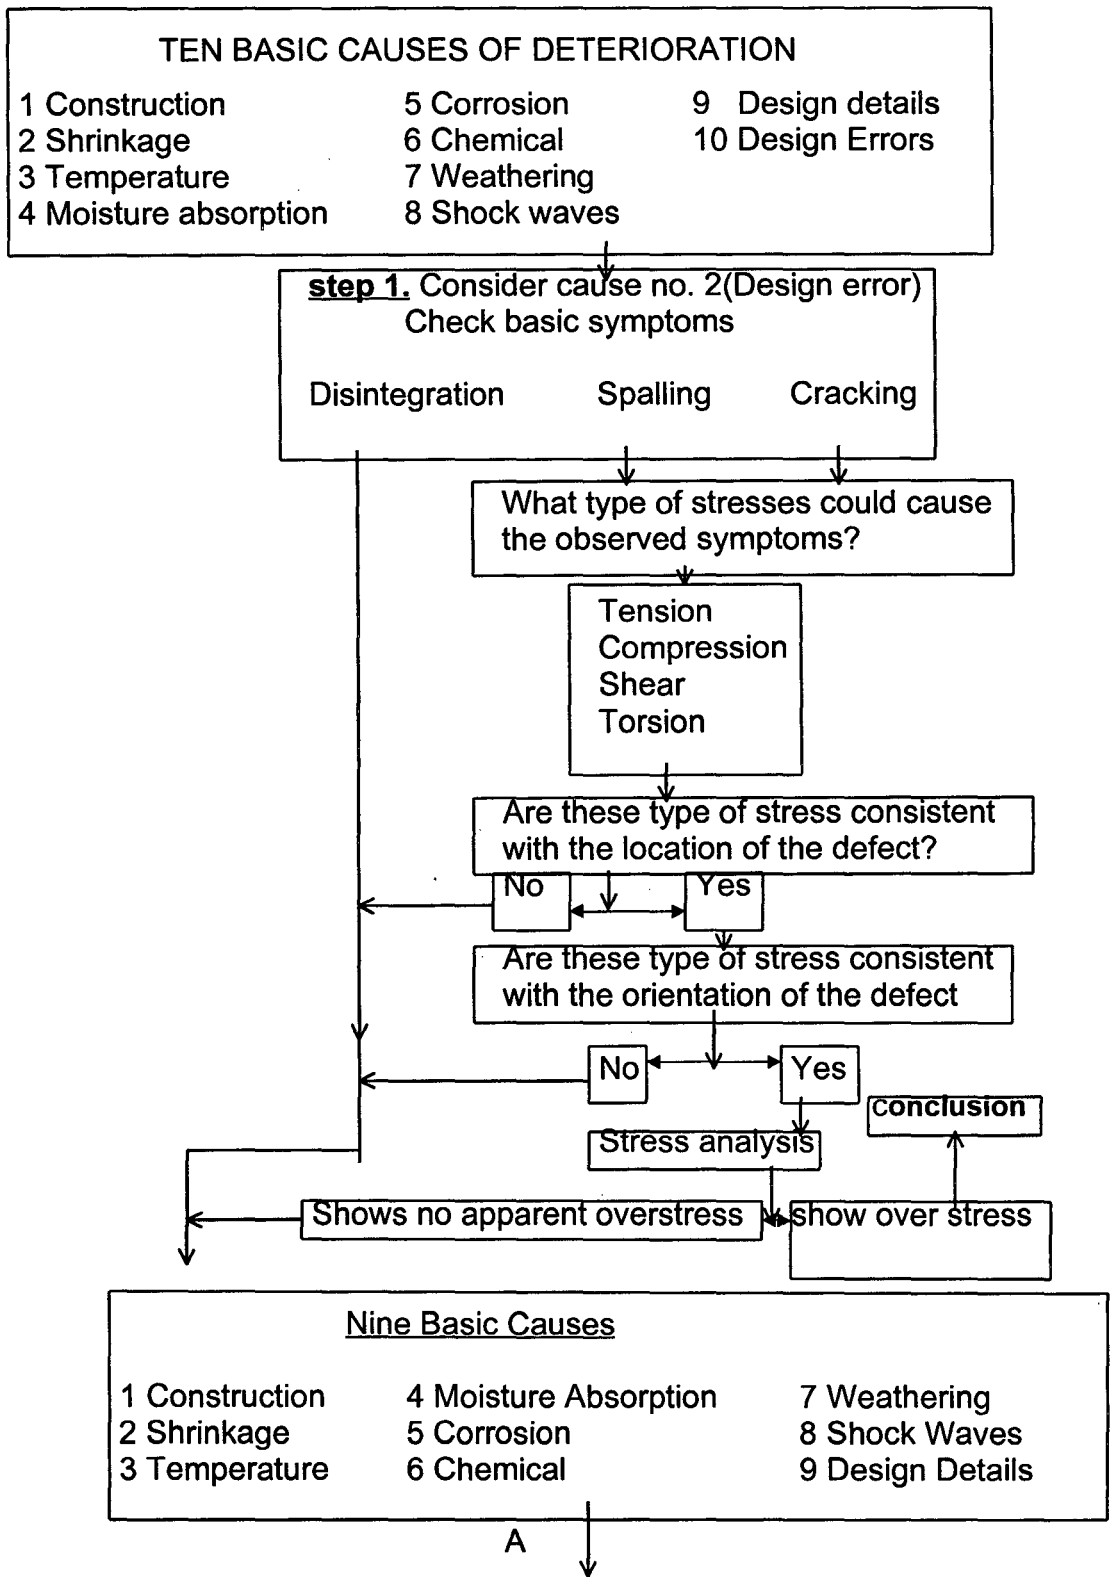 TEN BASIC CAUSES OF DETERIORATION
1 Construction 5 Corrosion 9 Design details
2 Shrinkage 6 Chemical 10 Design Errors
3 Temperature 7 Weathering
4 Moisture absorption 8 Shock waves
step 1. Consider cause no. 2(Design error)
Check basic symptoms
Disintegration Spalling Cracking
What type of stresses could cause
the observed symptoms?
Tension
Compression
Shear
Torsion
Are these type of stress consistent
with the location of the defect?
No Yes
Are these type of stress consistent
with the orientation of the defect
No Yes
conclusion
Stress analysis
Shows no apparent overstress show over stress
Nine Basic Causes
1 Construction 4 Moisture Absorption 7 Weathering
2 Shrinkage 5 Corrosion 8 Shock Waves
3 Temperature 6 Chemical 9 Design Details
A